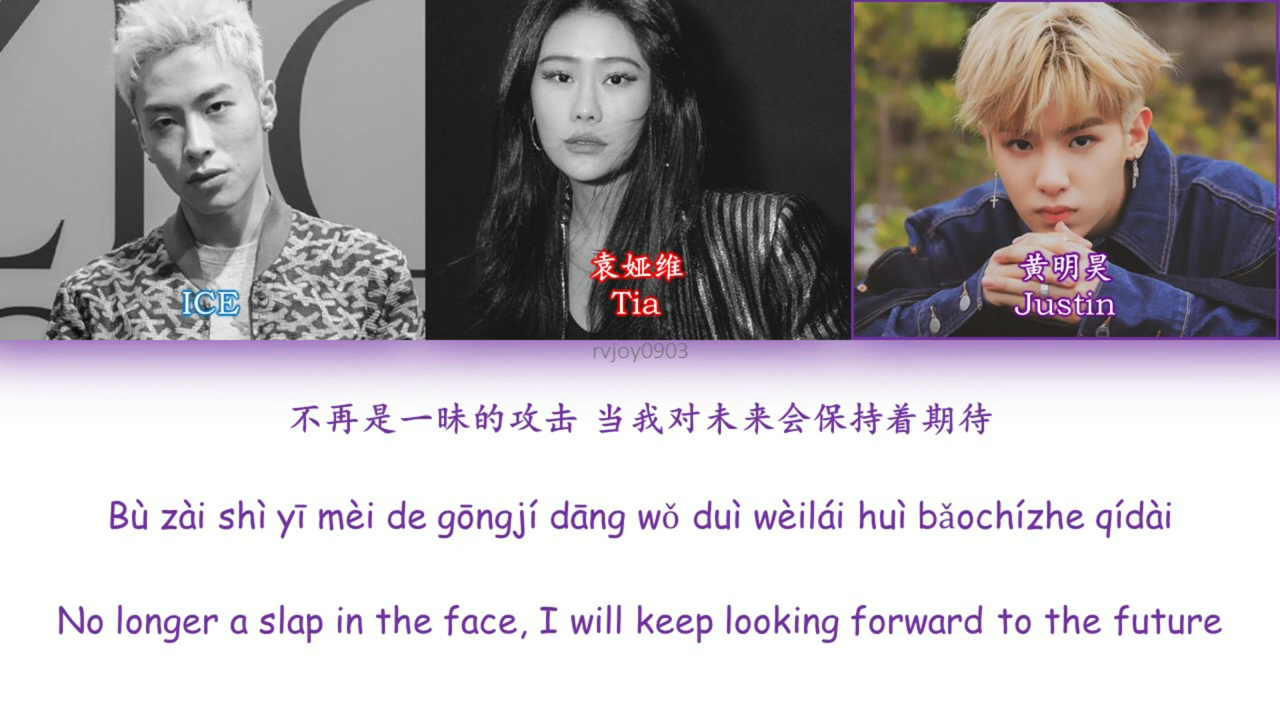 ICE
袁娅维
Tia
黄明昊
Justin
rvjoy0903
不再是一昧的攻击 当我对未来会保持着期待
Bù zài shì yī mèi de gōngjí dāng wǒ duì wèilái huì bǎochízhe qídài
No longer a slap in the face, I will keep looking forward to the future